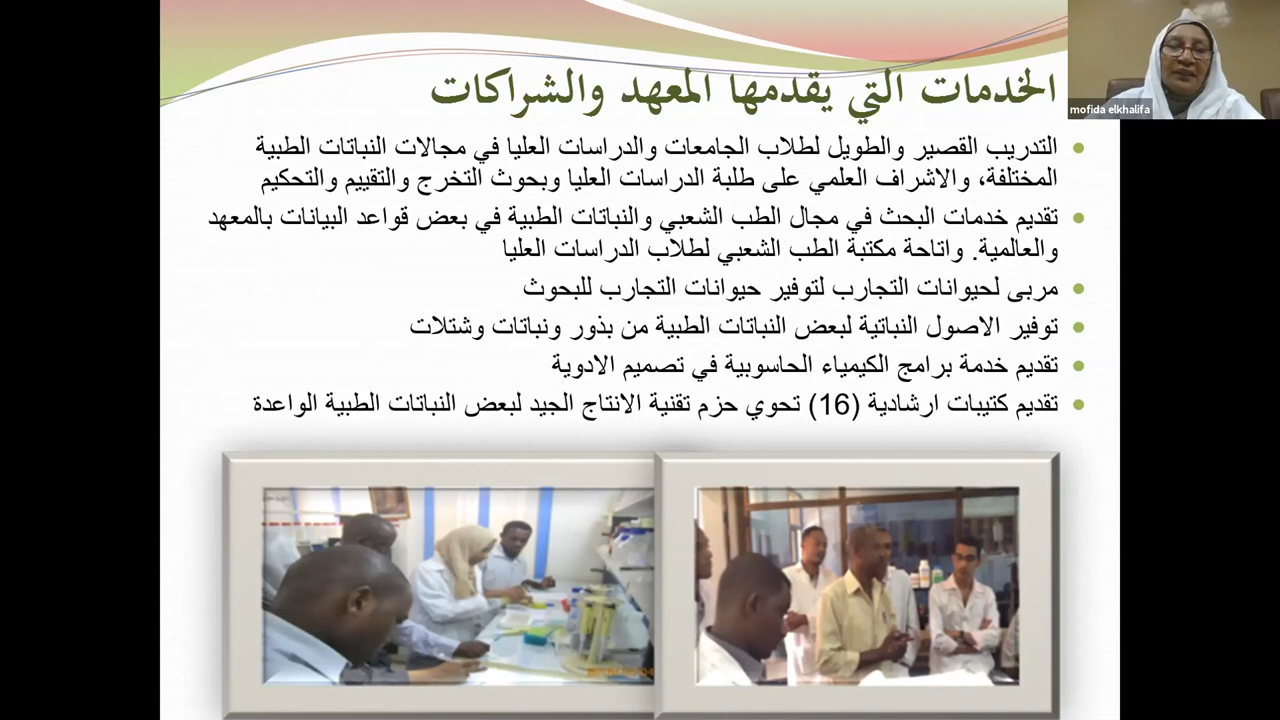 الخدمات التي يقدمها المعهد والشراكات
mofida elkhalifa
التدريب القصير والطويل لطلاب الجامعات والدراسات العليا في مجالات النباتات الطبية
المختلفة، والاشراف العلمي على طلبة الدراسات العليا وبحوث التخرج والتقييم والتحكيم
تقديم خدمات البحث في مجال الطب الشعبي والنباتات الطبية في بعض قواعد البيانات بالمعهد
والعالمية. واتاحة مكتبة الطب الشعبي لطلاب الدراسات العليا
مربى لحيوانات التجارب لتوفير حيوانات التجارب للبحوث
توفير الاصول النباتية لبعض النباتات الطبية من بذور ونباتات وشتلات
تقديم خدمة برامج الكيمياء الحاسوبية في تصميم الادوية
تقديم كتيبات ارشادية (16) تحوي حزم تقنية الانتاج الجيد لبعض النباتات الطبية الواعدة